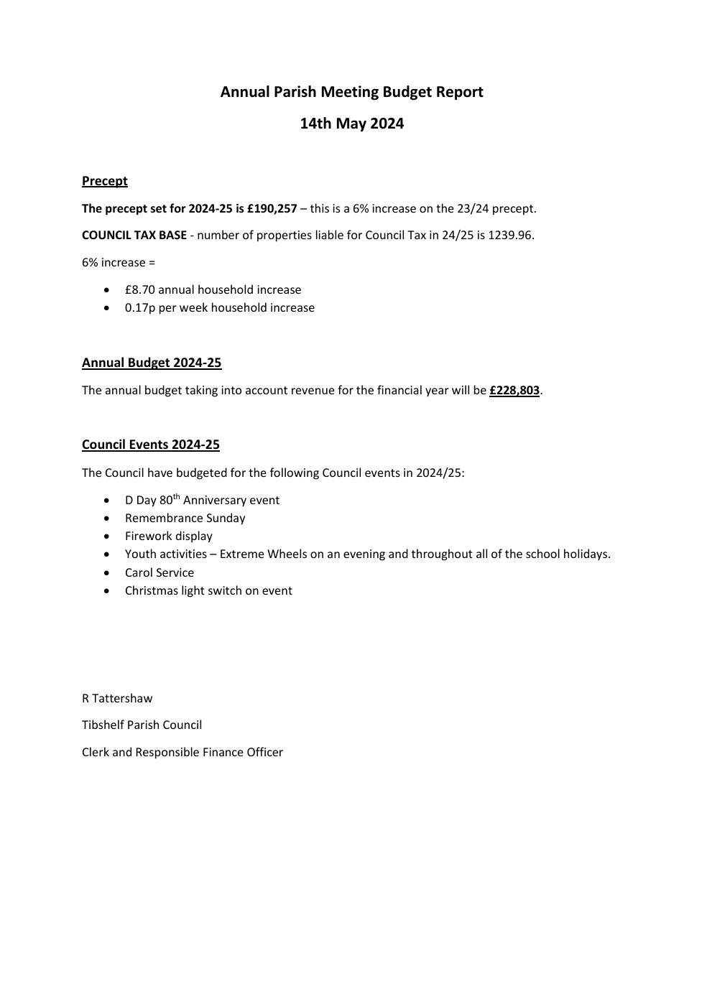 Annual Parish Meeting Budget Report
14th May 2024
Precept
The precept set for 2024-25 is £190,257 – this is a 6% increase on the 23/24 precept.
COUNCIL TAX BASE - number of properties liable for Council Tax in 24/25 is 1239.96.
6% increase =
• £8.70 annual household increase
• 0.17p per week household increase
Annual Budget 2024-25
The annual budget taking into account revenue for the financial year will be £228,803.
Council Events 2024-25
The Council have budgeted for the following Council events in 2024/25:
• D Day 80th Anniversary event
• Remembrance Sunday
• Firework display
• Youth activities – Extreme Wheels on an evening and throughout all of the school holidays.
• Carol Service
• Christmas light switch on event
R Tattershaw
Tibshelf Parish Council
Clerk and Responsible Finance Officer